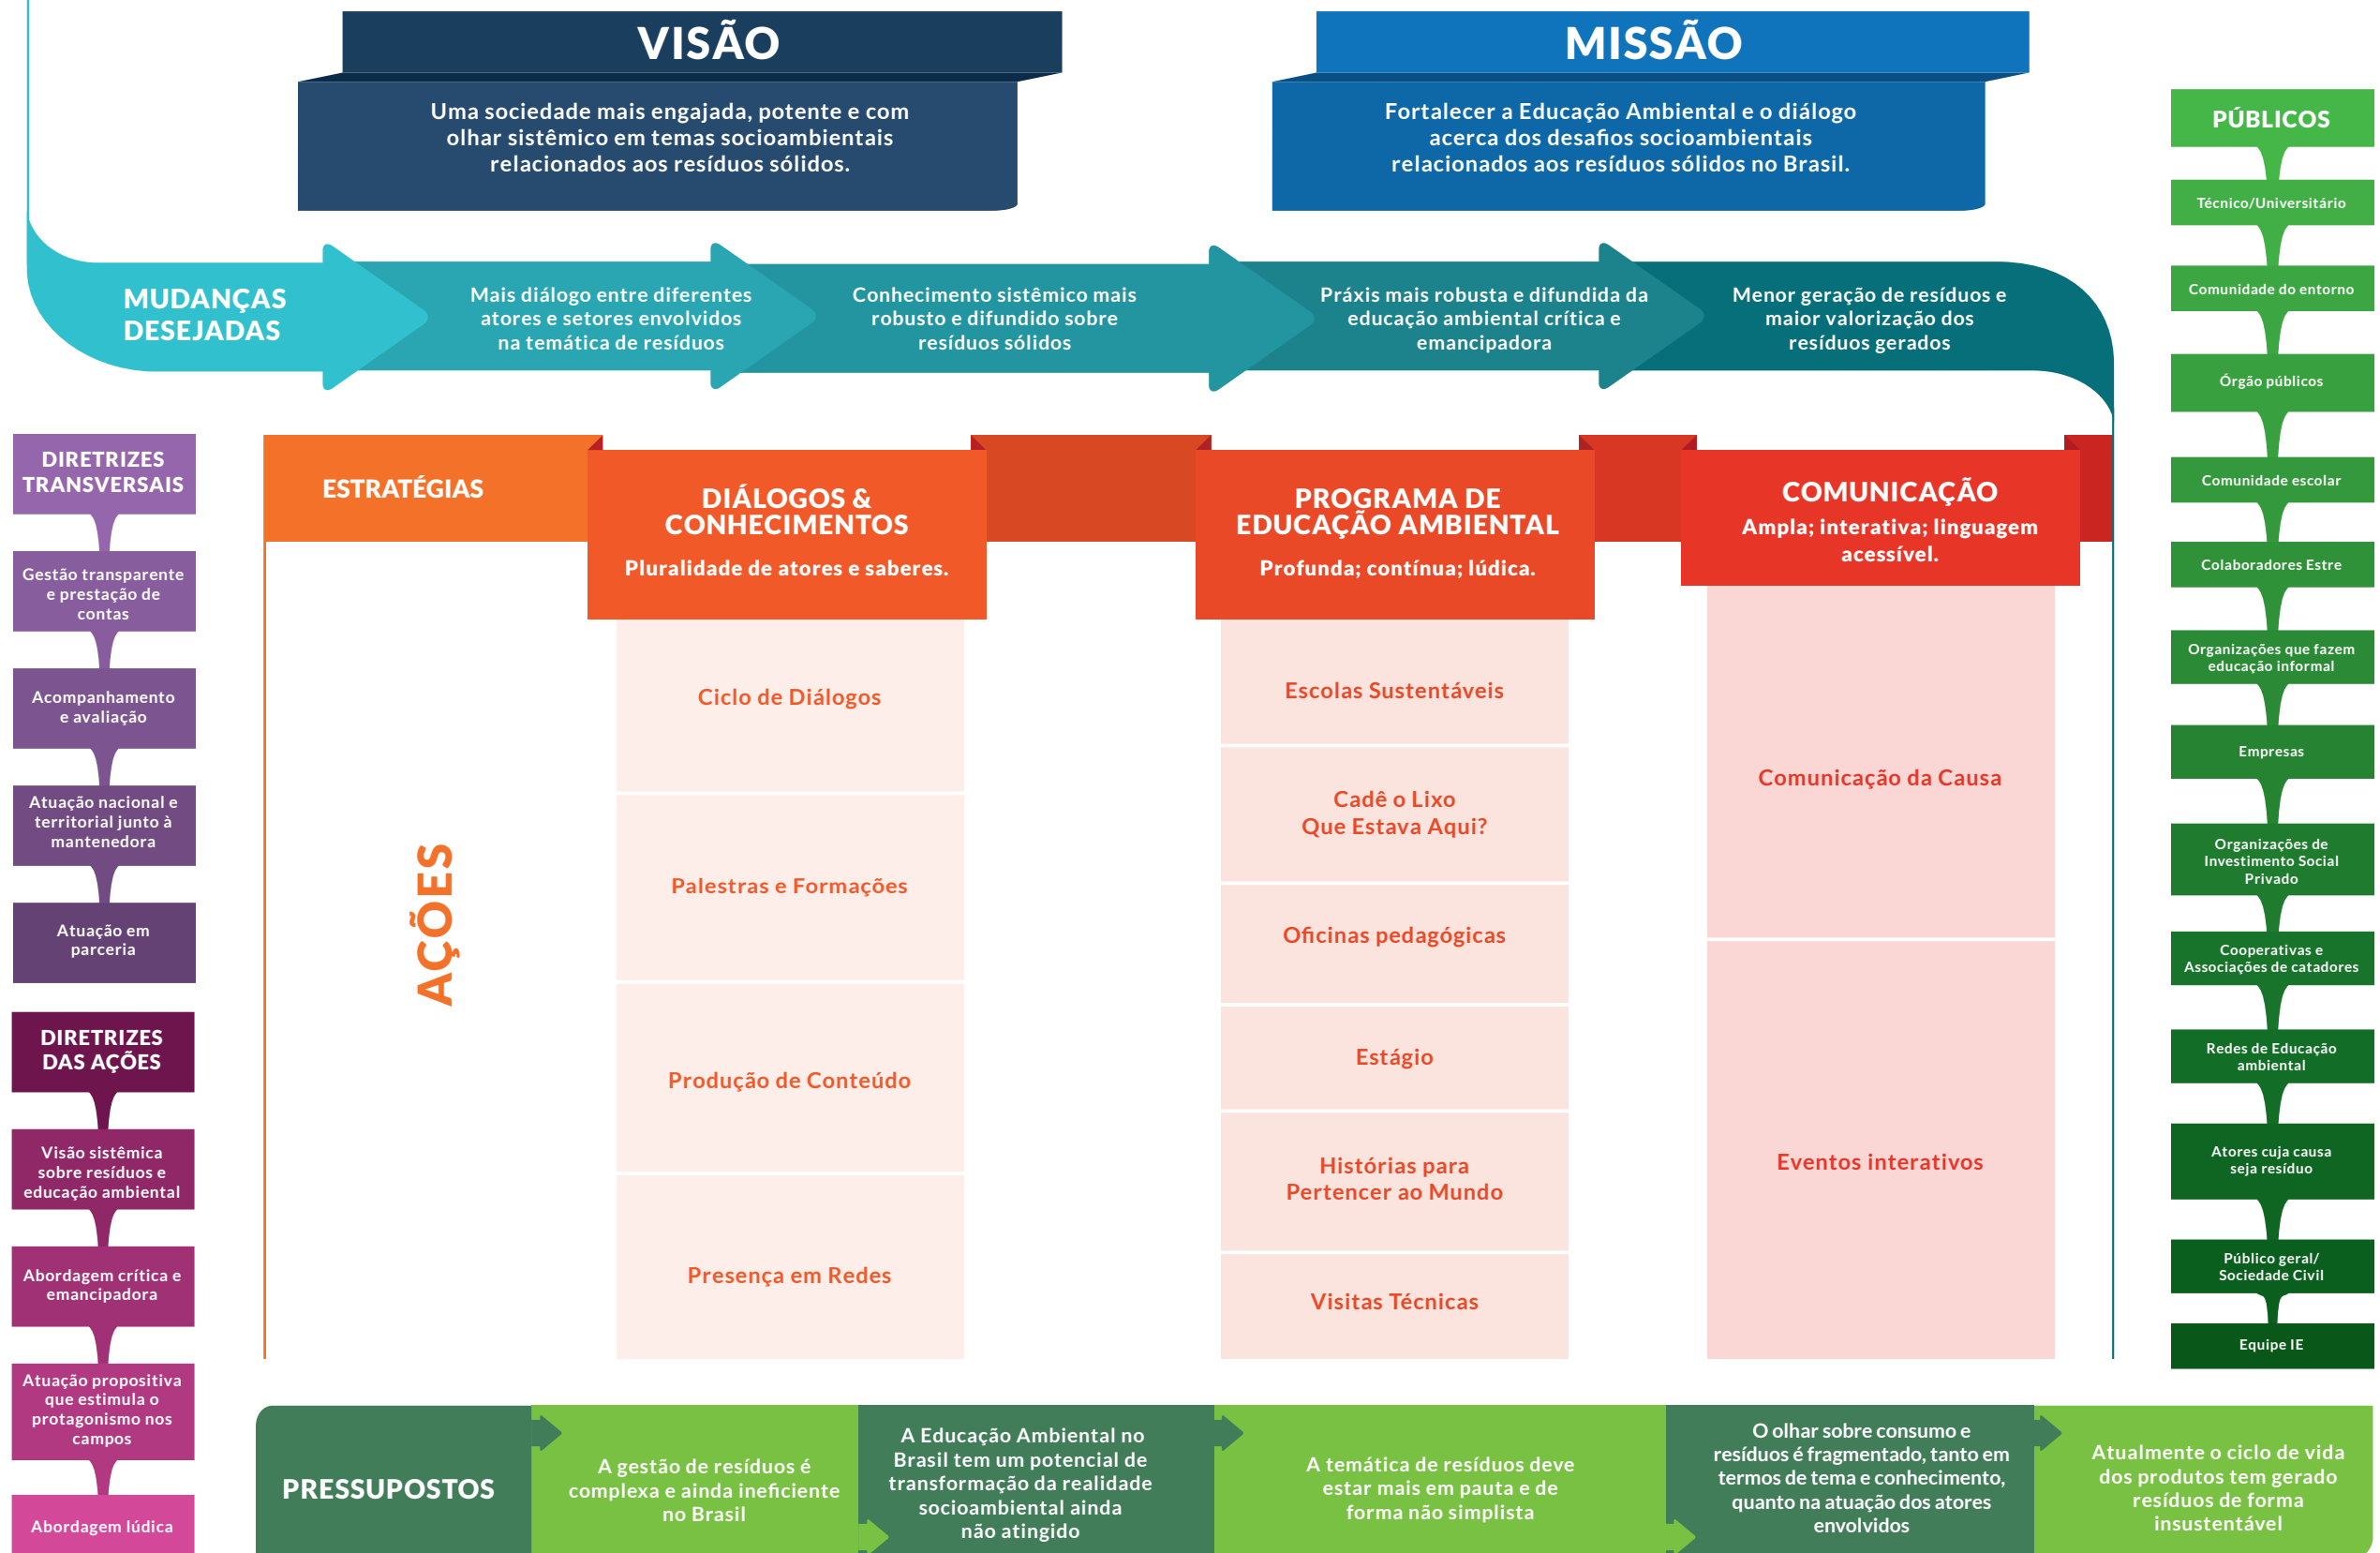 VISÃO
Uma sociedade mais engajada, potente e com
olhar sistêmico em temas socioambientais
relacionados aos resíduos sólidos.
MISSÃO
Fortalecer a Educação Ambiental e o diálogo
acerca dos desafios socioambientais
relacionados aos resíduos sólidos no Brasil.
MUDANÇAS
DESEJADAS
Mais diálogo entre diferentes
atores e setores envolvidos
na temática de resíduos
Conhecimento sistêmico mais
robusto e difundido sobre
resíduos sólidos
Práxis mais robusta e difundida da
educação ambiental crítica e
emancipadora
Menor geração de resíduos e
maior valorização dos
resíduos gerados
DIRETRIZES
TRANSVERSAIS
Gestão transparente
e prestação de
contas
Acompanhamento
e avaliação
Atuação nacional e
territorial junto à
mantenedora
Atuação em
parceria
DIRETRIZES
DAS AÇÕES
Visão sistêmica
sobre resíduos e
educação ambiental
Abordagem crítica e
emancipadora
Atuação propositiva
que estimula o
protagonismo nos
campos
Abordagem lúdica
ESTRATÉGIAS
AÇÕES
DIÁLOGOS &
CONHECIMENTOS
Pluralidade de atores e saberes.
Ciclo de Diálogos
Palestras e Formações
Produção de Conteúdo
Presença em Redes
PROGRAMA DE
EDUCAÇÃO AMBIENTAL
Profunda; contínua; lúdica.
Escolas Sustentáveis
Cadê o Lixo
Que Estava Aqui?
Oficinas pedagógicas
Estágio
Histórias para
Pertencer ao Mundo
Visitas Técnicas
COMUNICAÇÃO
Ampla; interativa; linguagem
acessível.
Comunicação da Causa
Eventos interativos
PÚBLICOS
Técnico/Universitário
Comunidade do entorno
Órgão públicos
Comunidade escolar
Colaboradores Estre
Organizações que fazem
educação informal
Empresas
Organizações de
Investimento Social
Privado
Cooperativas e
Associações de catadores
Redes de Educação
ambiental
Atores cuja causa
seja resíduo
Público geral/
Sociedade Civil
Equipe IE
PRESSUPOSTOS
A gestão de resíduos é
complexa e ainda ineficiente
no Brasil
A Educação Ambiental no
Brasil tem um potencial de
transformação da realidade
socioambiental ainda
não atingido
A temática de resíduos deve
estar mais em pauta e de
forma não simplista
O olhar sobre consumo e
resíduos é fragmentado, tanto em
termos de tema e conhecimento,
quanto na atuação dos atores
envolvidos
Atualmente o ciclo de vida
dos produtos tem gerado
resíduos de forma
insustentável